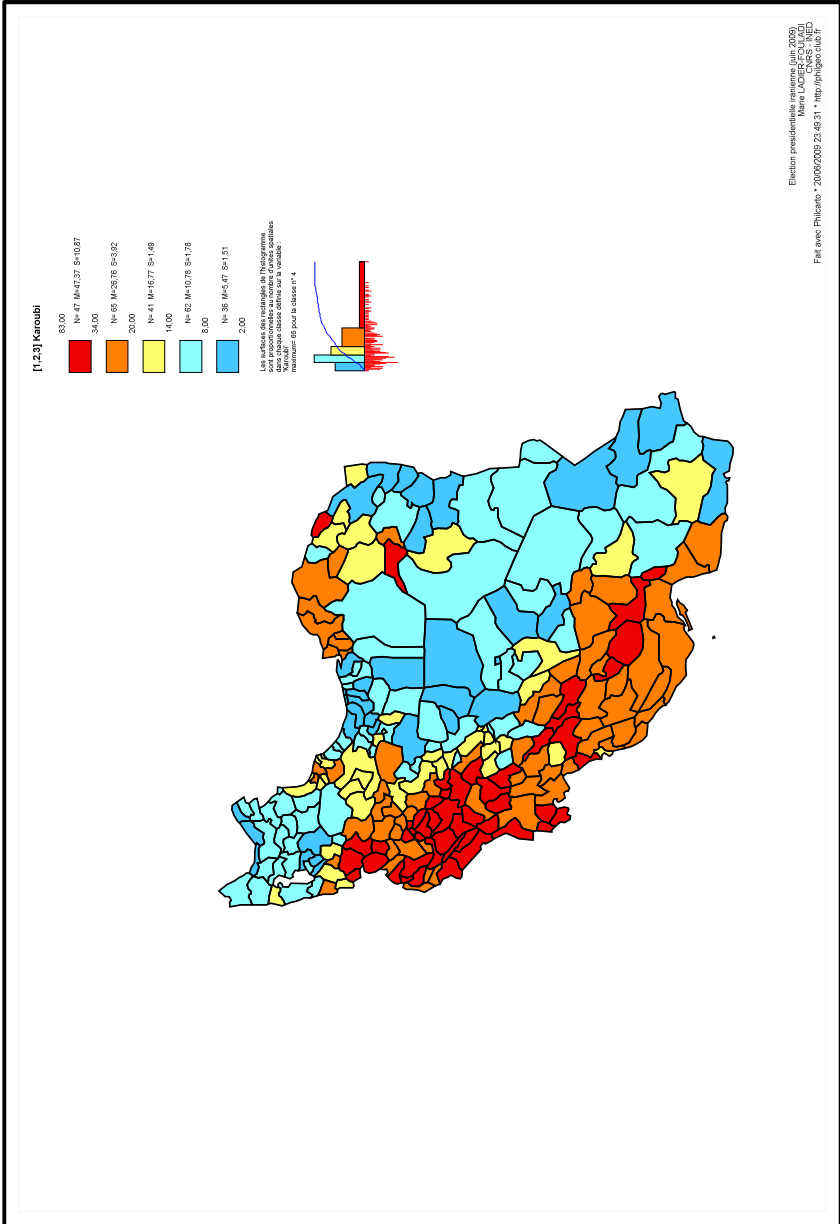 [1,2,3] Karoubi
83,00
N= 47 M=47,37 S=10,87
34,00
N= 65 M=26,76 S=3,92
20,00
N= 41 M=16,77 S=1,49
14,00
N= 62 M=10,78 S=1,78
8,00
N= 36 M=5,47 S=1,51
2,00
Les surfaces des rectangles de l'histogramme
sont proportionnelles au nombre d'unités spatiales
dans chaque classe définie sur la variable :
'Karoubi'
maximum= 65 pour la classe n° 4
Election presidentielle iranienne (juin 2009)
Marie LADIER-FOULADI
CNRS - INED
Fait avec Philcarto * 20/06/2009 23:49:31 * http://philgeo.club.fr